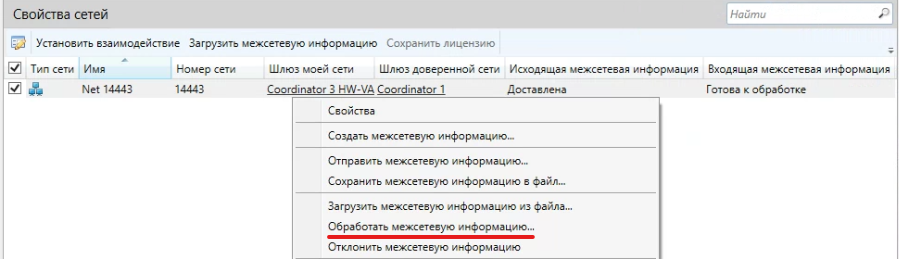 Свойства сетей
Найти
Установить взаимодействие Загрузить межсетевую информацию Сохранить лицензию
Тип сети Имя Номер сети Шлюз моей сети Шлюз доверенной сети Исходящая межсетевая информация Входящая межсетевая информация
Net 14443 14443 Coordinator 3 HW-VA Coordinator 1 Доставлена Готова к обработке
Свойства
Создать межсетевую информацию...
Отправить межсетевую информацию...
Сохранить межсетевую информацию в файл...
Загрузить межсетевую информацию из файла...
Обработать межсетевую информацию...
Отклонить межсетевую информацию